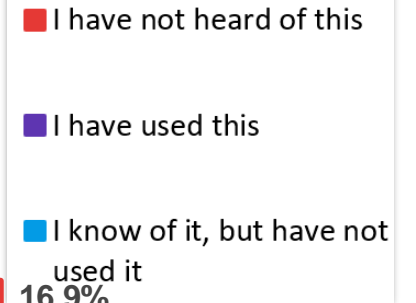 I have not heard of this
I have used this
I know of it, but have not
used it
16.9%